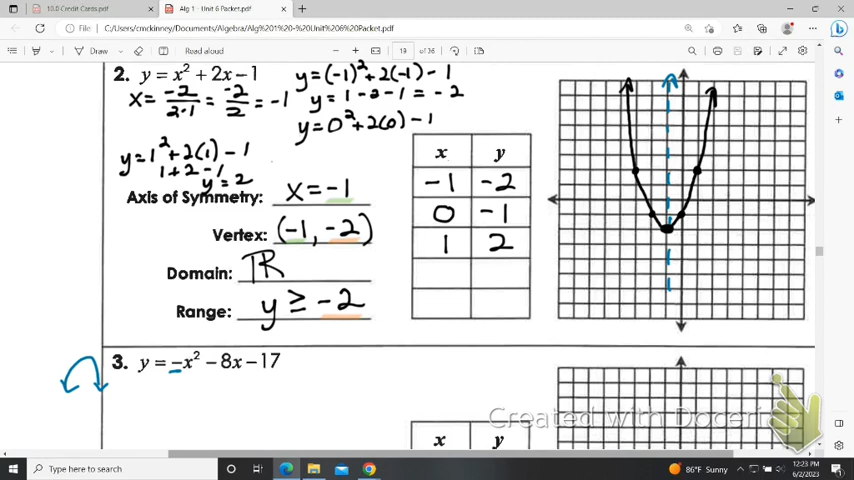 10.0 Credit Cards.pdf
Alg 1 - Unit 6 Packet.pdf
C:/Users/cmckinney/Documents/Algebra/Alg%201%20-%20Unit%206%20Packet.pdf
Draw
Read aloud
19 of 36
2. y = x² + 2x − 1
y = (-1)² + 2(-1) - 1
x = -2/2·1 = -2/2 = -1
y = 1 - 2 - 1 = - 2
y = 0² + 2(0) - 1
y = 1² + 2(1) - 1
1 + 2 - 1
y = 2
x y
-1 -2
0 -1
1 2
Axis of Symmetry: x = -1
Vertex: (-1, -2)
Domain: ℝ
Range: y ≥ -2
3. y = −x² − 8x − 17
Created with Doceri
x y
Type here to search
86°F Sunny
12:23 PM
6/2/2023